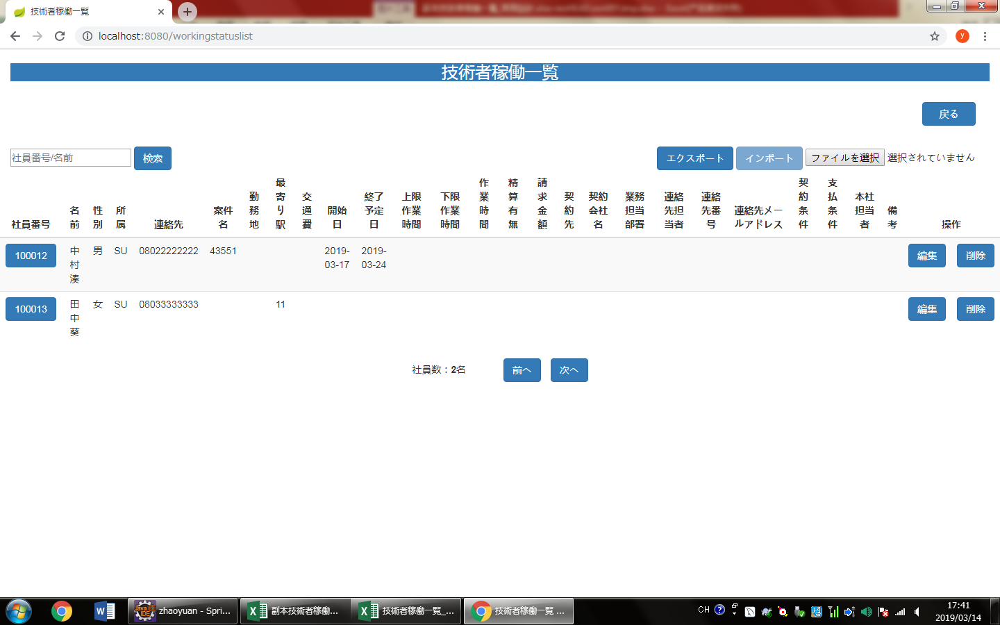 技術者稼働一覧
localhost:8080/workingstatuslist
y
技術者稼働一覧
戻る
社員番号/名前 検索 エクスポート インポート ファイルを選択 選択されていません
社員番号 名前 性別 所属 連絡先 案件名 勤務地 最寄り駅 交通費 開始日 終了予定日 上限作業時間 下限作業時間 作業時間 精算有無 請求金額 契約先 契約会社名 業務担当部署 連絡先担当者 連絡先番号 連絡先メールアドレス 契約条件 支払条件 本社担当者 備考 操作
100012 中村湊 男 SU 08022222222 43551 2019-03-17 2019-03-24 編集 削除
100013 田中葵 女 SU 08033333333 11 編集 削除
社員数：2名 前へ 次へ
zhaoyuan - Spri... 副本技術者稼働... 技術者稼働一覧_... 技術者稼働一覧 ... CH 17:41
2019/03/14